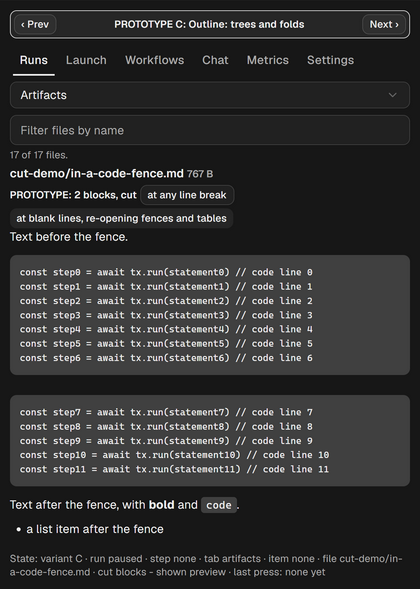 ‹ Prev PROTOTYPE C: Outline: trees and folds Next ›
Runs Launch Workflows Chat Metrics Settings
Artifacts
Filter files by name
17 of 17 files.
cut-demo/in-a-code-fence.md 767 B
PROTOTYPE: 2 blocks, cut at any line break
at blank lines, re-opening fences and tables
Text before the fence.
const step0 = await tx.run(statement0) // code line 0
const step1 = await tx.run(statement1) // code line 1
const step2 = await tx.run(statement2) // code line 2
const step3 = await tx.run(statement3) // code line 3
const step4 = await tx.run(statement4) // code line 4
const step5 = await tx.run(statement5) // code line 5
const step6 = await tx.run(statement6) // code line 6
const step7 = await tx.run(statement7) // code line 7
const step8 = await tx.run(statement8) // code line 8
const step9 = await tx.run(statement9) // code line 9
const step10 = await tx.run(statement10) // code line 10
const step11 = await tx.run(statement11) // code line 11
Text after the fence, with bold and code.
• a list item after the fence
State: variant C · run paused · step none · tab artifacts · item none · file cut-demo/in-
a-code-fence.md · cut blocks - shown preview · last press: none yet